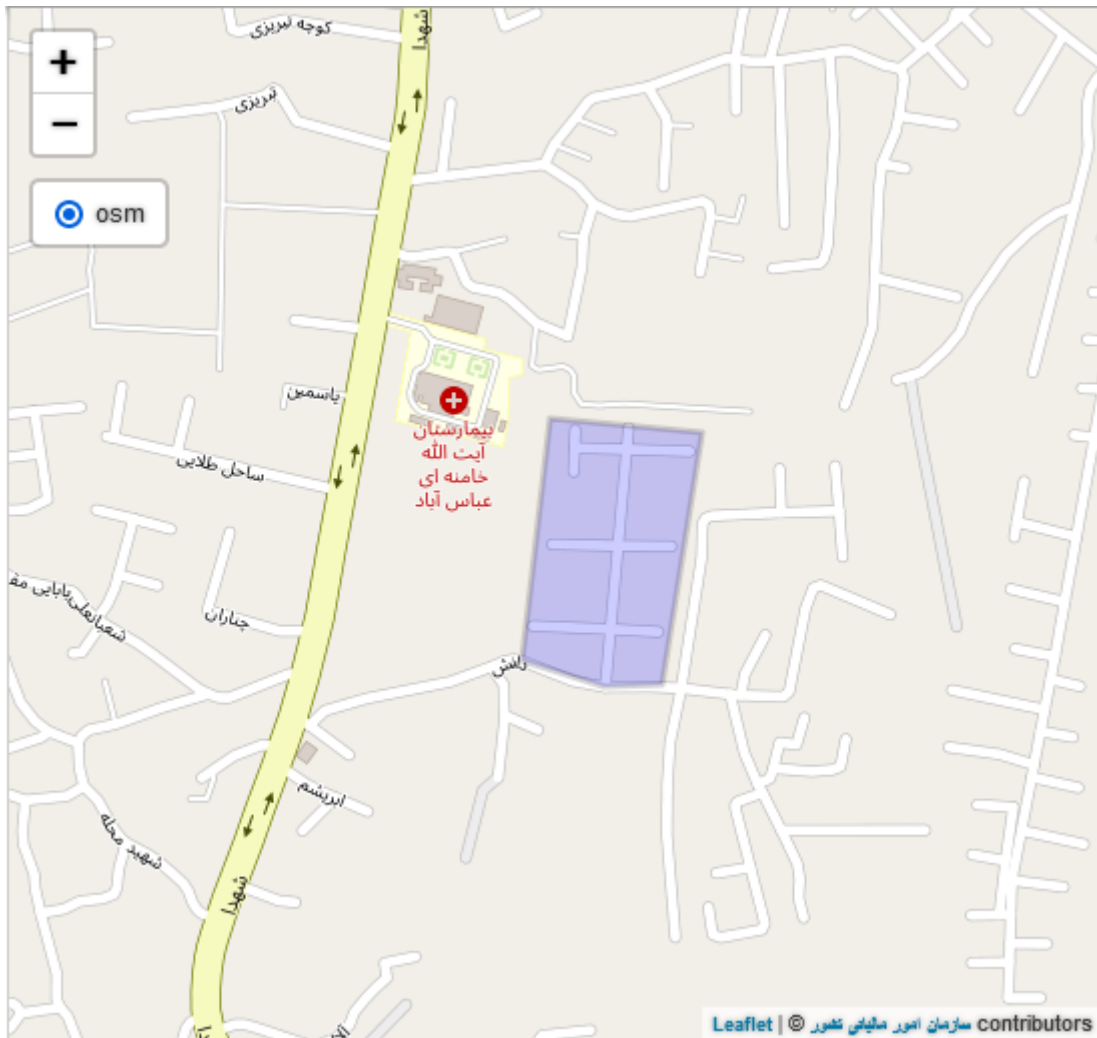 کوچه تبریزی
شهدا
+
−
تبریزی
osm
یاسمین
بیمارستان
آیت الله
خامنه ای
عباس آباد
ساحل طلایی
شعبانعلی‌بابایی مف
چناران
دانش
ابریشم
شهید محله
شهدا
Leaflet | © سازمان امور مالیاتی کشور contributors